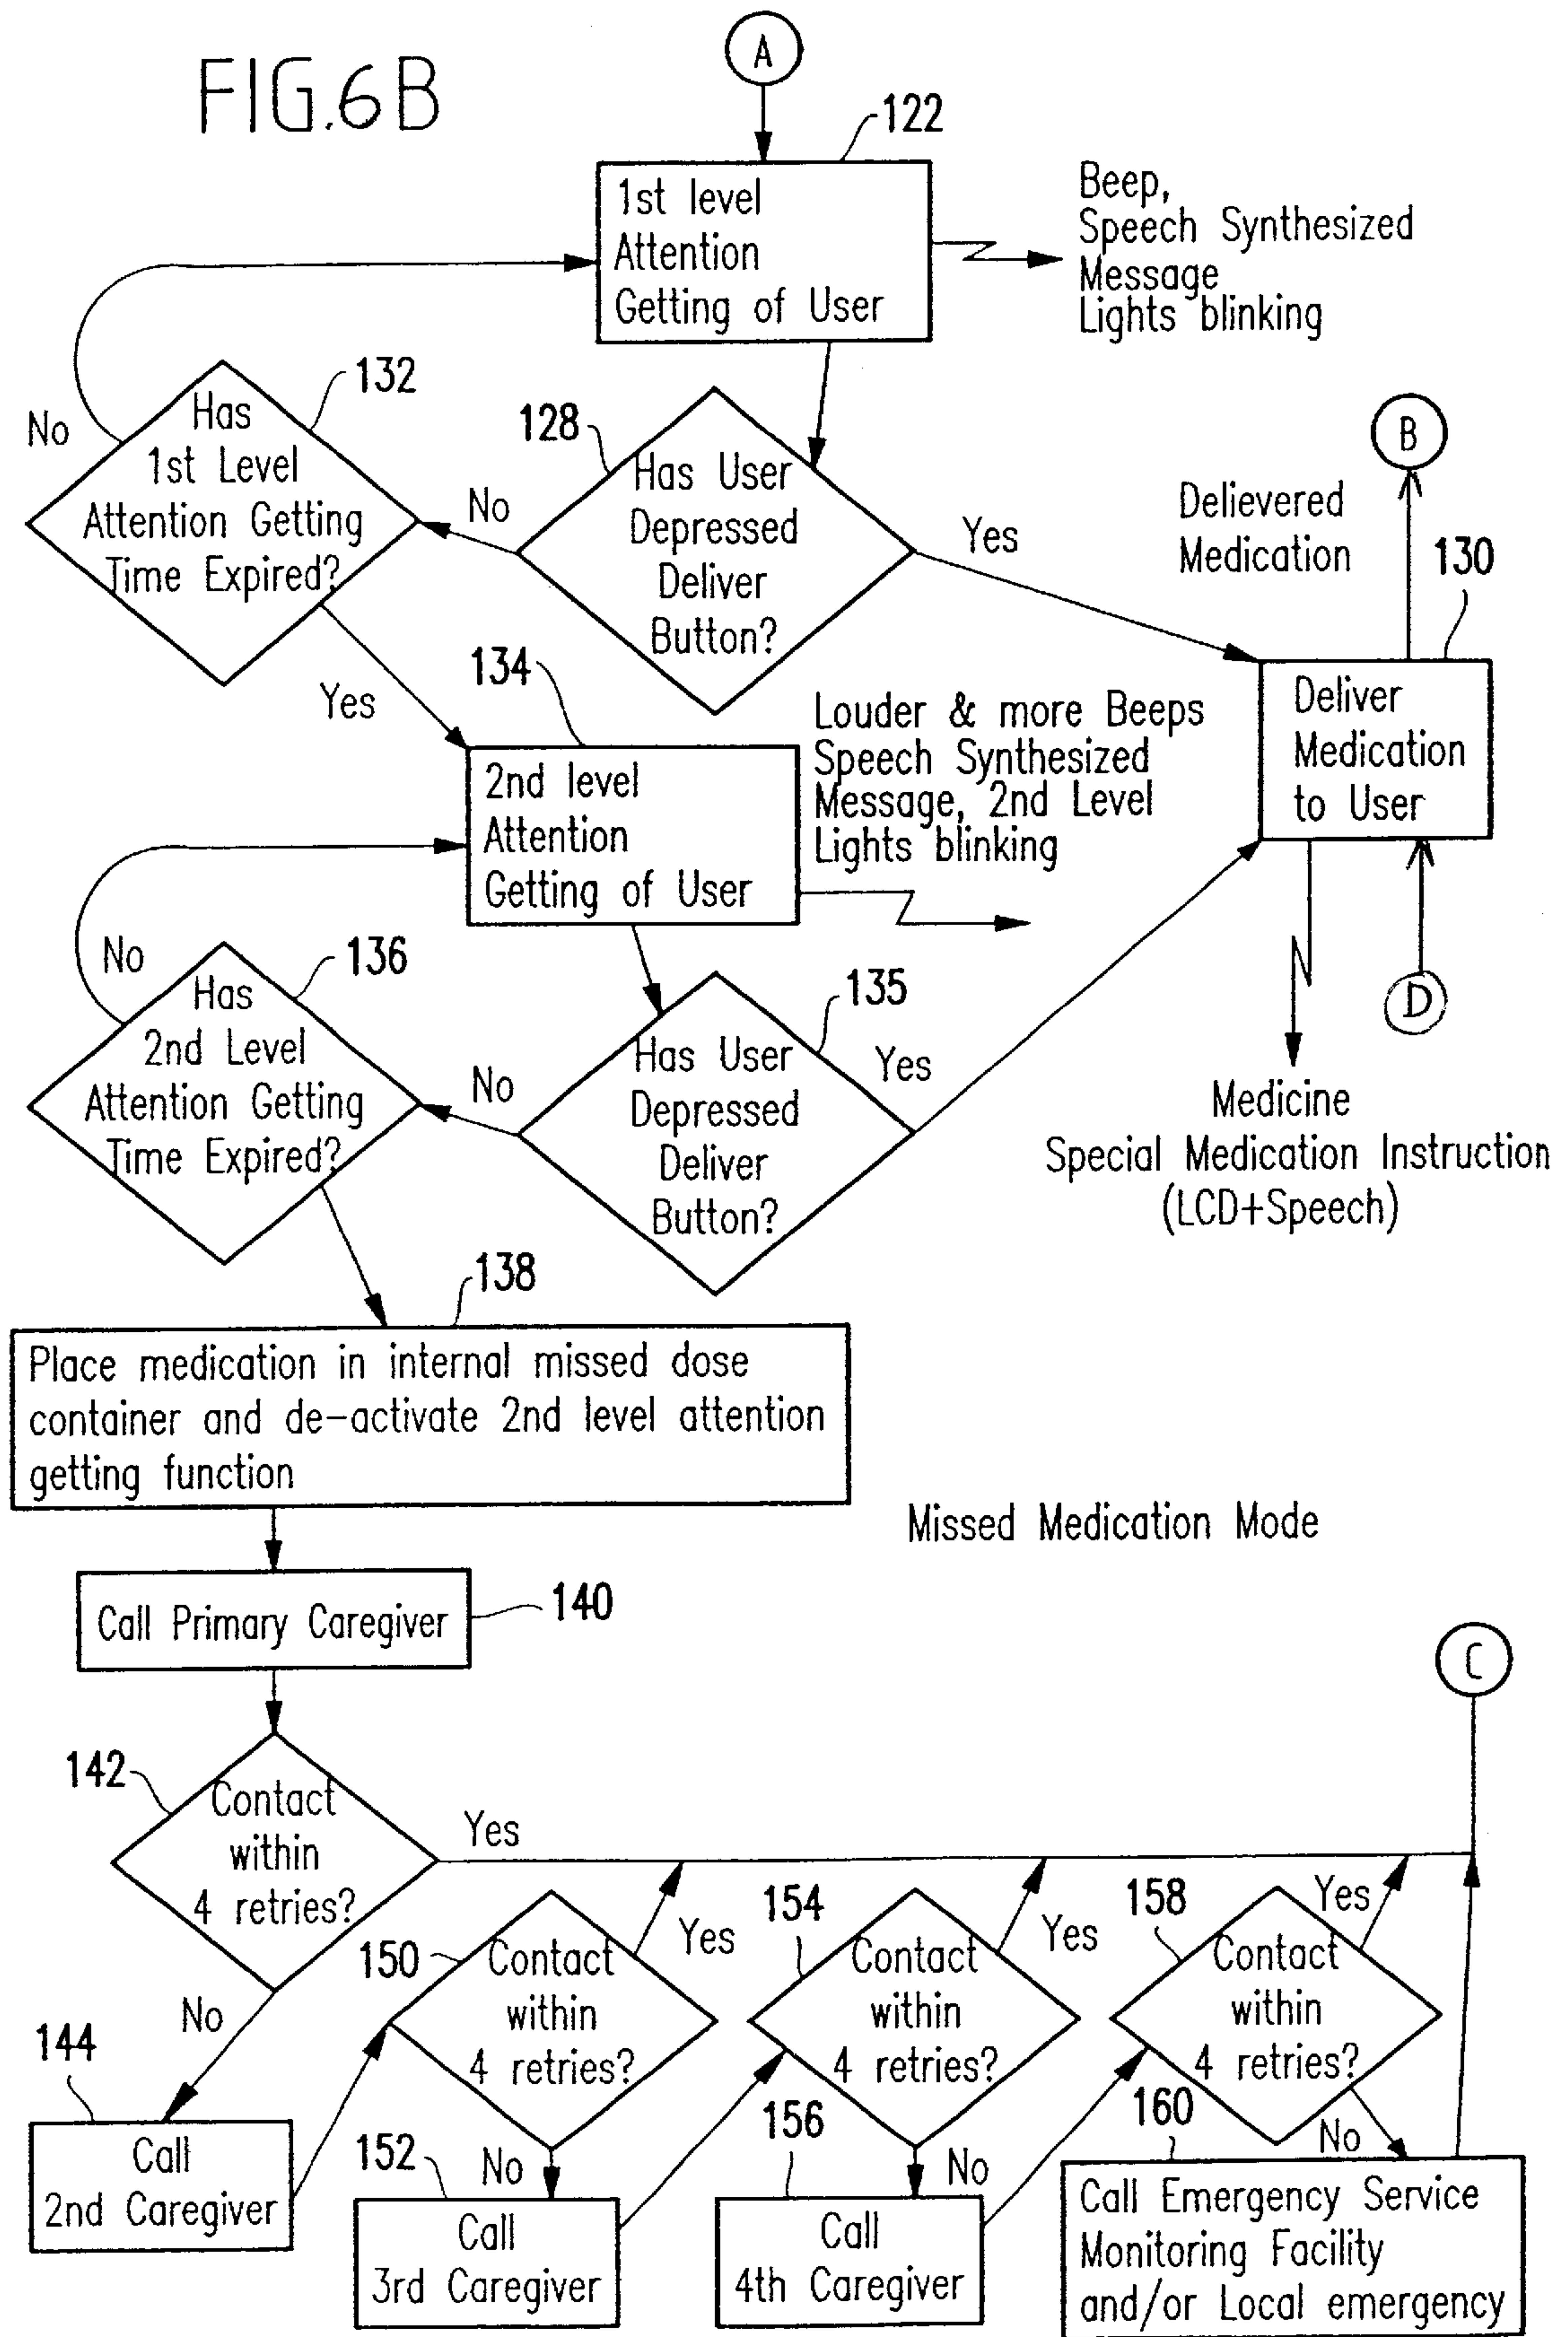 FIG.6B
A
122
1st level
Attention
Getting of User
Beep,
Speech Synthesized
Message
Lights blinking
132
No
Has
1st Level
Attention Getting
Time Expired?
128
No
Has User
Depressed
Deliver
Button?
Yes
B
Delievered
Medication
130
Deliver
Medication
to User
Yes
134
2nd level
Attention
Getting of User
Louder & more Beeps
Speech Synthesized
Message, 2nd Level
Lights blinking
No
136
Has
2nd Level
Attention Getting
Time Expired?
No
135
Has User
Depressed
Deliver
Button?
Yes
D
Medicine
Special Medication Instruction
(LCD+Speech)
138
Place medication in internal missed dose
container and de-activate 2nd level attention
getting function
Missed Medication Mode
Call Primary Caregiver
140
C
142
Contact
within
4 retries?
Yes
No
144
Call
2nd Caregiver
150
Contact
within
4 retries?
Yes
No
152
Call
3rd Caregiver
154
Contact
within
4 retries?
Yes
No
156
Call
4th Caregiver
158
Contact
within
4 retries?
Yes
No
160
Call Emergency Service
Monitoring Facility
and/or Local emergency